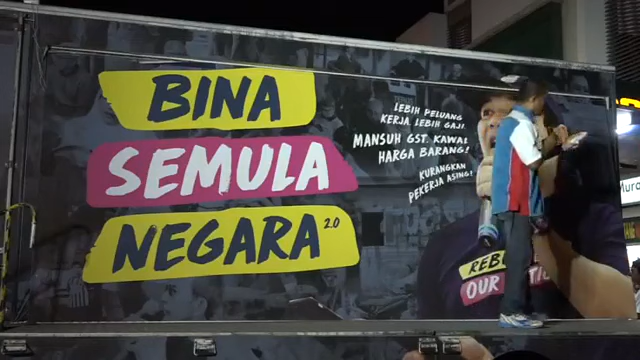 BINA
SEMULA
NEGARA 2.0
LEBIH PELUANG
KERJA, LEBIH GAJI.
MANSUH GST. KAWAL
HARGA BARANG!
KURANGKAN
PEKERJA ASING!
OUR